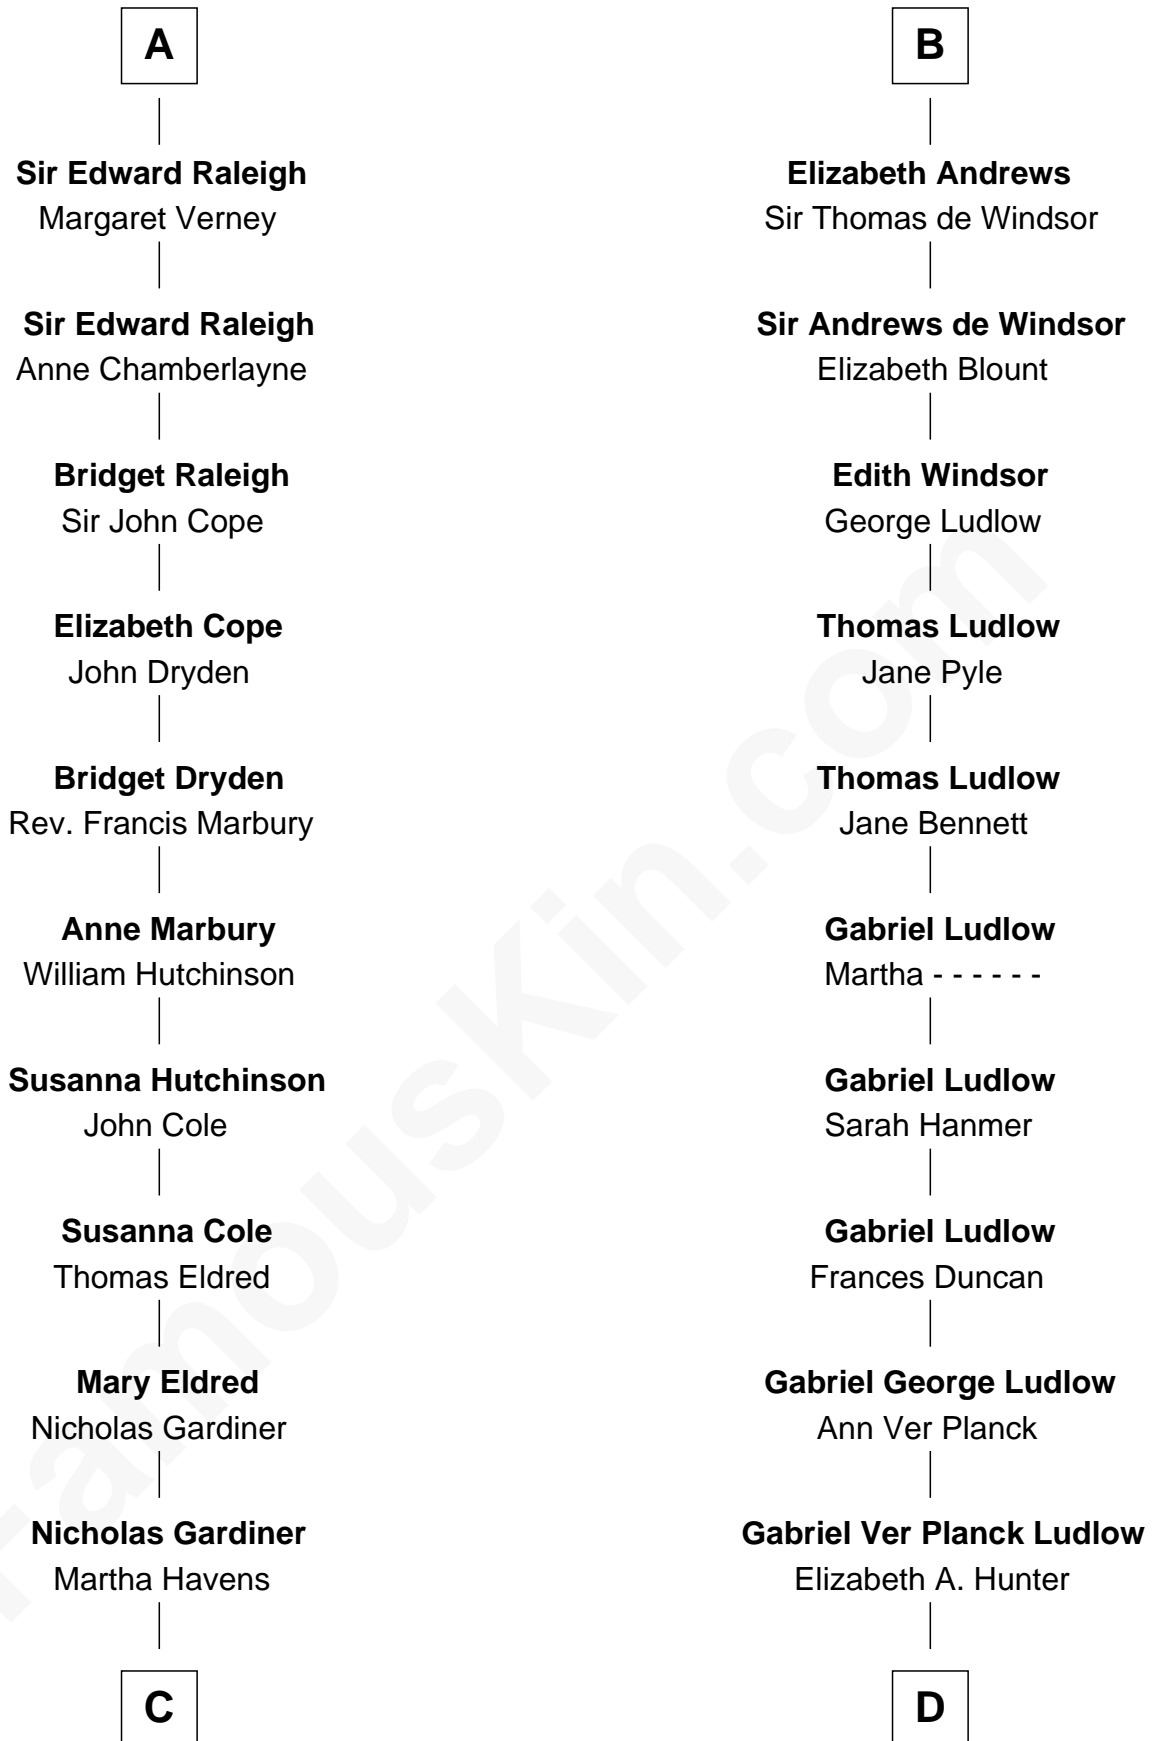 A
Sir Edward Raleigh
Margaret Verney
Sir Edward Raleigh
Anne Chamberlayne
Bridget Raleigh
Sir John Cope
Elizabeth Cope
John Dryden
Bridget Dryden
Rev. Francis Marbury
Anne Marbury
William Hutchinson
Susanna Hutchinson
John Cole
Susanna Cole
Thomas Eldred
Mary Eldred
Nicholas Gardiner
Nicholas Gardiner
Martha Havens
C
B
Elizabeth Andrews
Sir Thomas de Windsor
Sir Andrews de Windsor
Elizabeth Blount
Edith Windsor
George Ludlow
Thomas Ludlow
Jane Pyle
Thomas Ludlow
Jane Bennett
Gabriel Ludlow
Martha - - - - - -
Gabriel Ludlow
Sarah Hanmer
Gabriel Ludlow
Frances Duncan
Gabriel George Ludlow
Ann Ver Planck
Gabriel Ver Planck Ludlow
Elizabeth A. Hunter
D
FamousKin.com